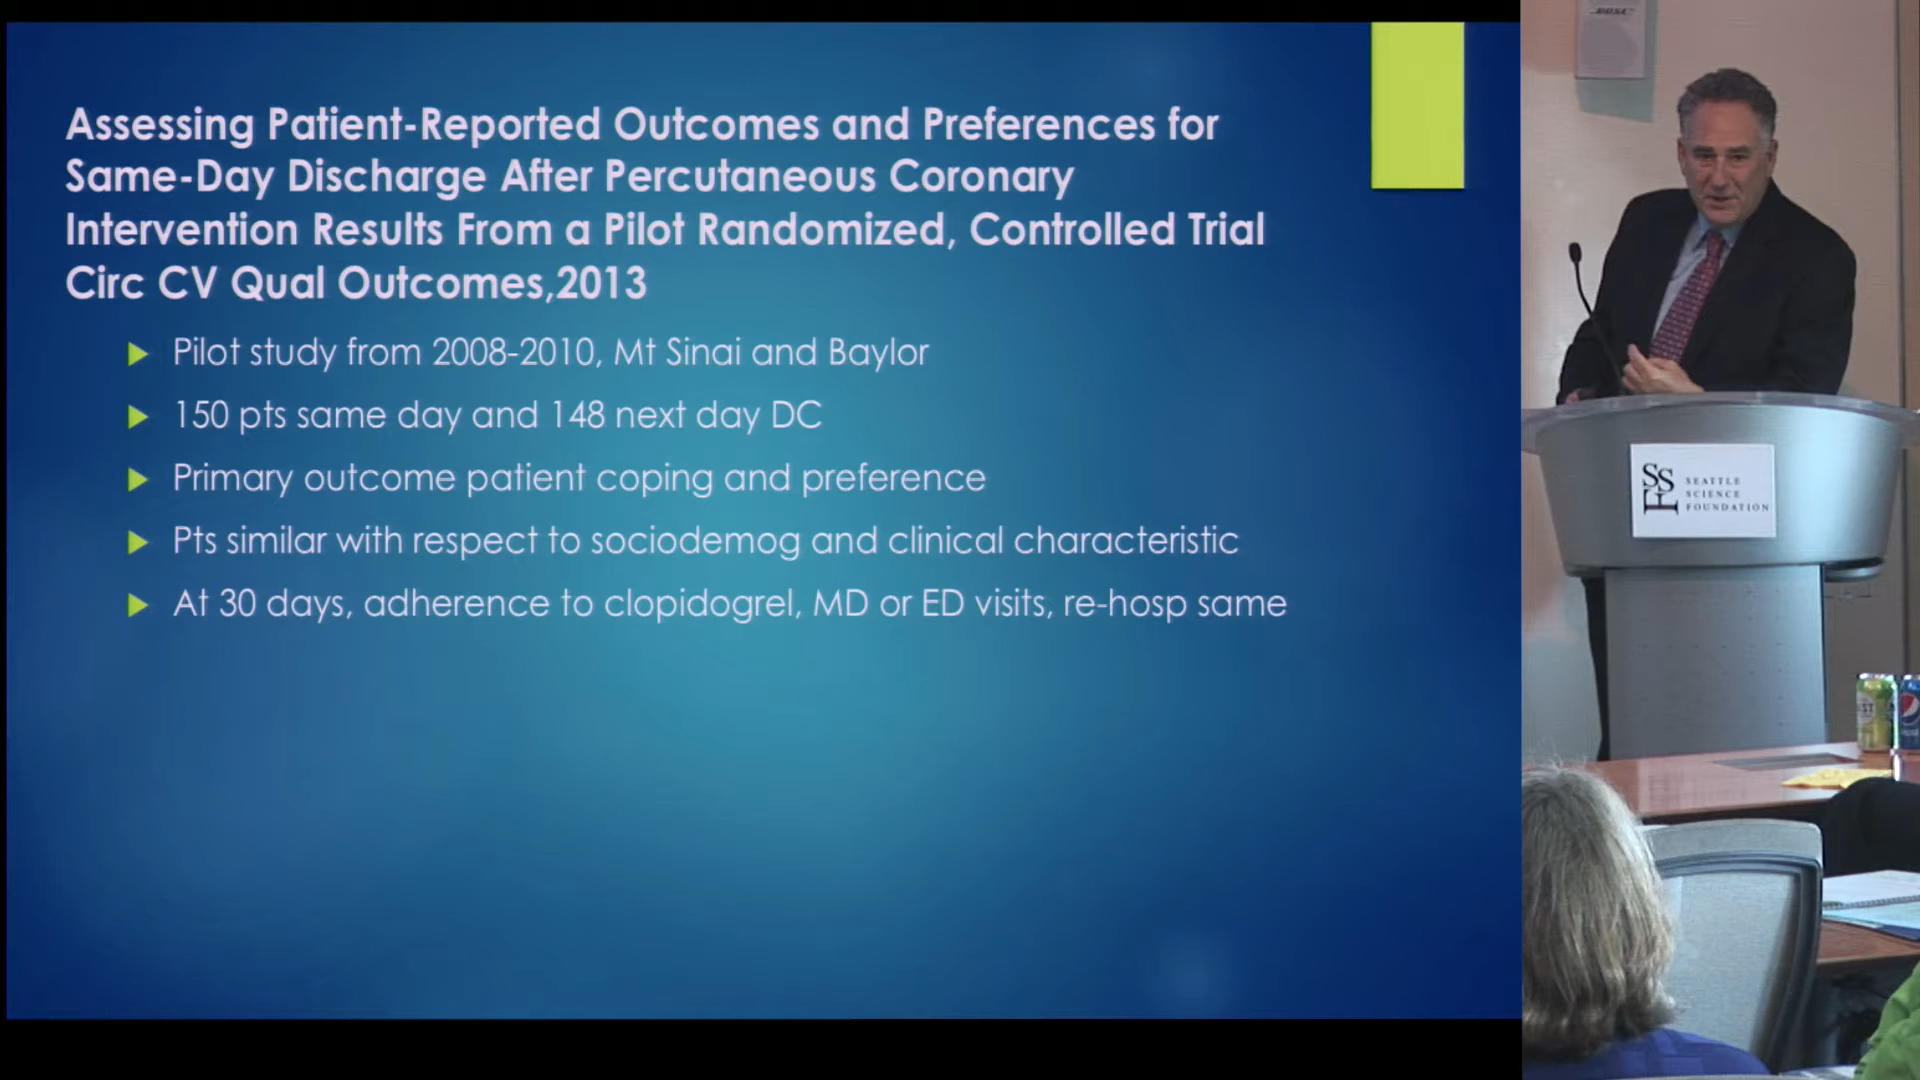 Assessing Patient-Reported Outcomes and Preferences for
Same-Day Discharge After Percutaneous Coronary
Intervention Results From a Pilot Randomized, Controlled Trial
Circ CV Qual Outcomes,2013
Pilot study from 2008-2010, Mt Sinai and Baylor
150 pts same day and 148 next day DC
Primary outcome patient coping and preference
Pts similar with respect to sociodemog and clinical characteristic
At 30 days, adherence to clopidogrel, MD or ED visits, re-hosp same
BOSE
SSF
SEATTLE
SCIENCE
FOUNDATION